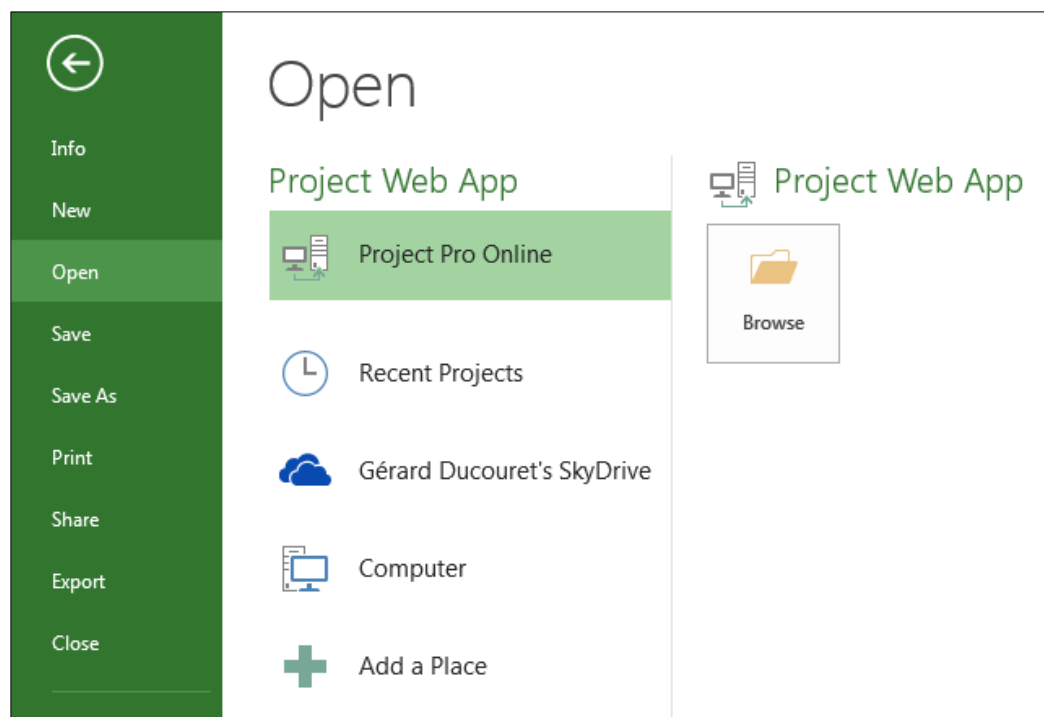 Info
New
Open
Save
Save As
Print
Share
Export
Close
Open
Project Web App
Project Pro Online
Recent Projects
Gérard Ducouret's SkyDrive
Computer
Add a Place
Project Web App
Browse